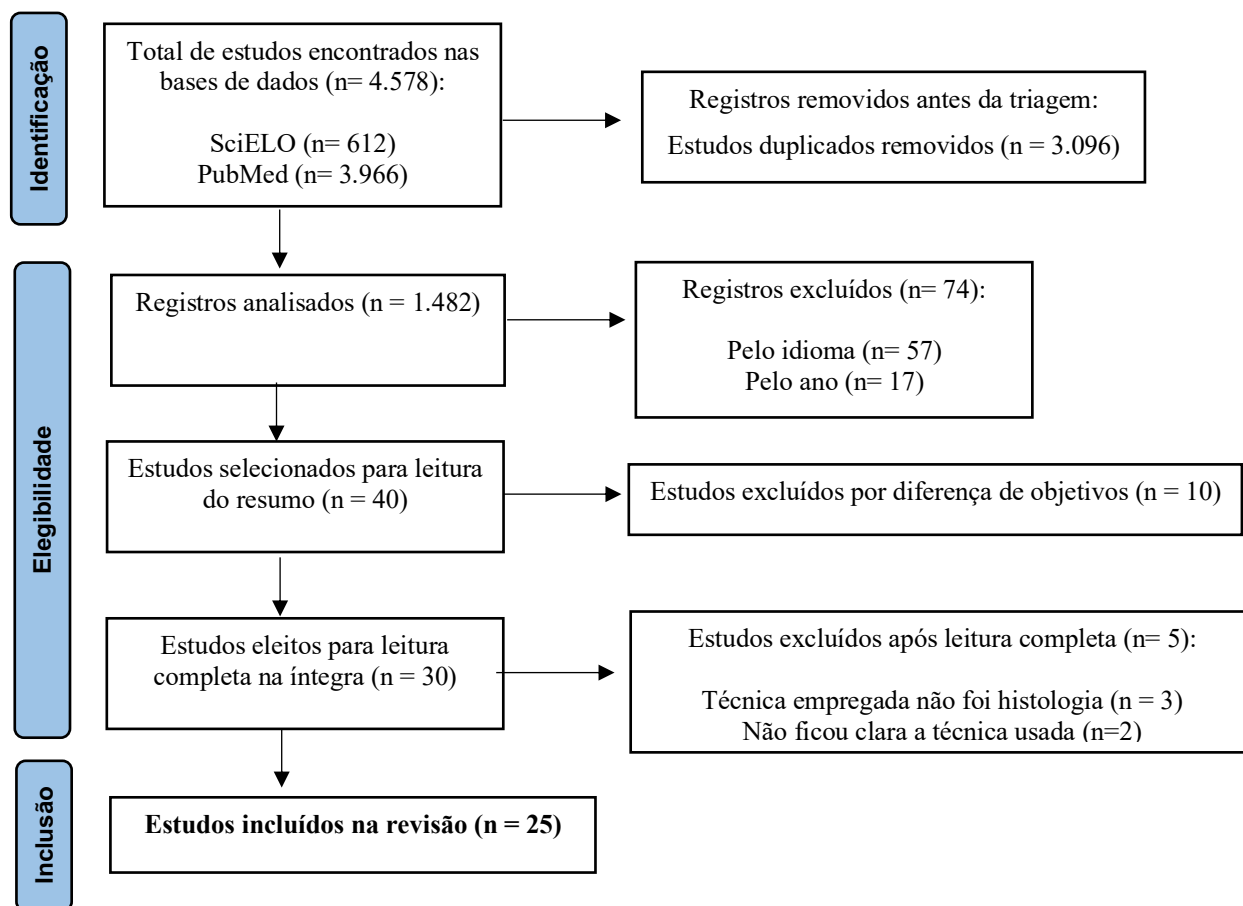 Identificação
Total de estudos encontrados nas
bases de dados (n= 4.578):
SciELO (n= 612)
PubMed (n= 3.966)
Registros removidos antes da triagem:
Estudos duplicados removidos (n = 3.096)
Elegibilidade
Registros analisados (n = 1.482)
Registros excluídos (n= 74):
Pelo idioma (n= 57)
Pelo ano (n= 17)
Estudos selecionados para leitura
do resumo (n = 40)
Estudos excluídos por diferença de objetivos (n = 10)
Estudos eleitos para leitura
completa na íntegra (n = 30)
Estudos excluídos após leitura completa (n= 5):
Técnica empregada não foi histologia (n = 3)
Não ficou clara a técnica usada (n=2)
Inclusão
Estudos incluídos na revisão (n = 25)